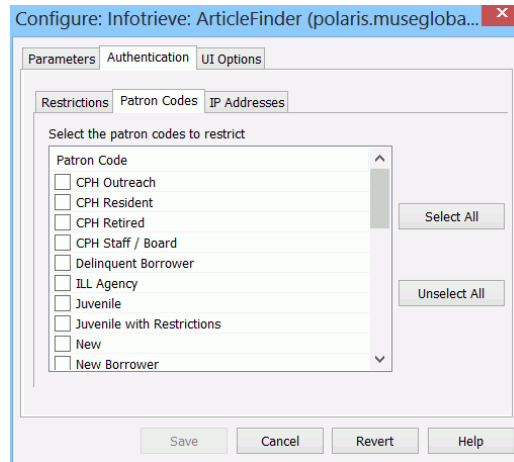 Configure: Infotrieve: ArticleFinder (polaris.musegloba...
Parameters Authentication UI Options
Restrictions Patron Codes IP Addresses
Select the patron codes to restrict
Patron Code
CPH Outreach
CPH Resident
CPH Retired
CPH Staff / Board
Delinquent Borrower
ILL Agency
Juvenile
Juvenile with Restrictions
New
New Borrower
Select All
Unselect All
Save Cancel Revert Help